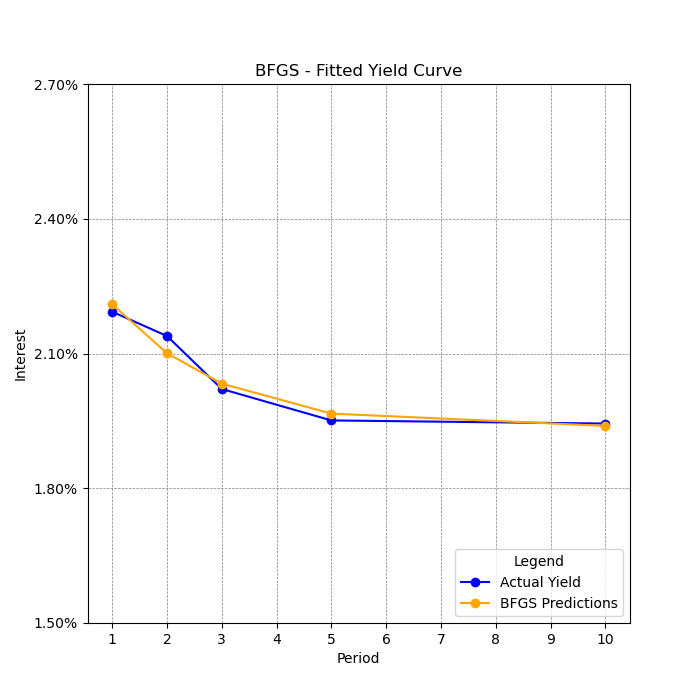 BFGS - Fitted Yield Curve
2.70%
2.40%
2.10%
1.80%
1.50%
Interest
1 2 3 4 5 6 7 8 9 10
Period
Legend
Actual Yield
BFGS Predictions